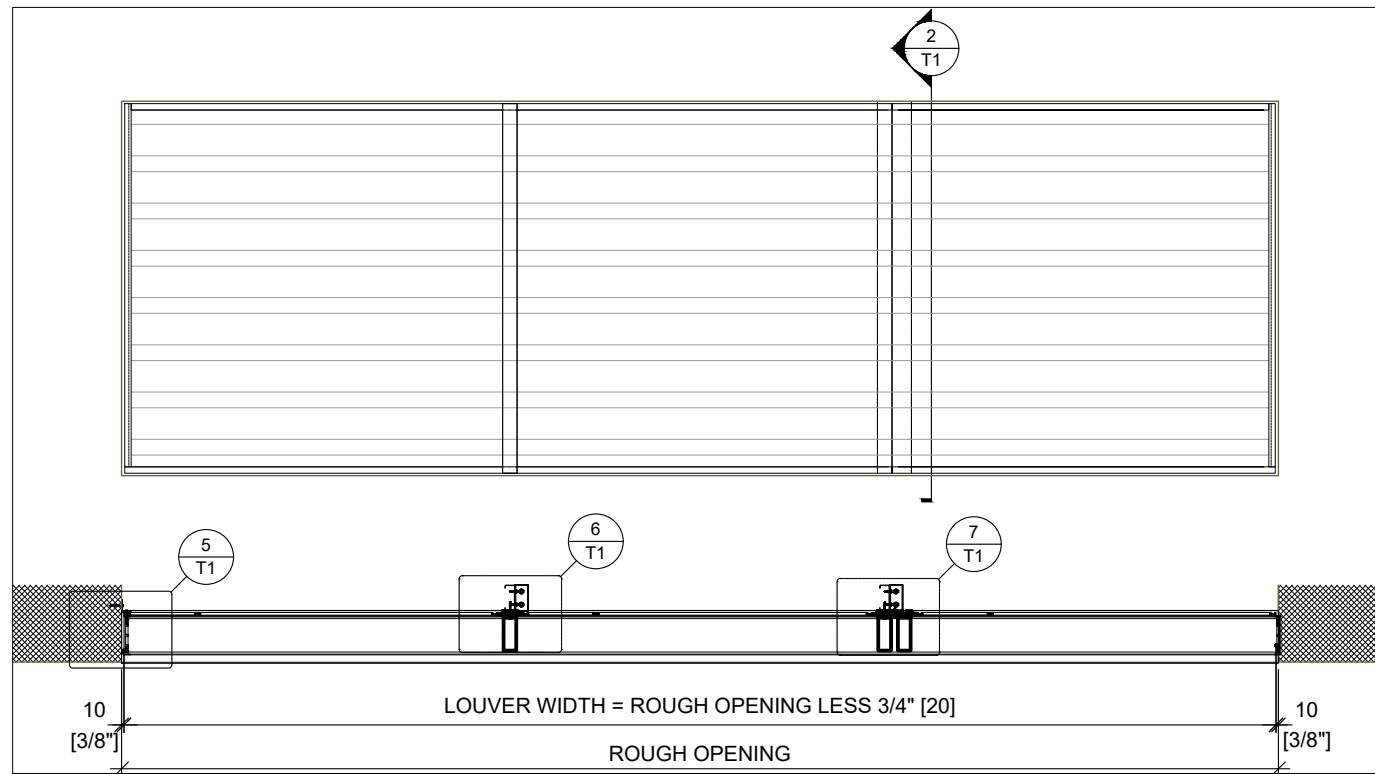 2
T1
5
T1
6
T1
7
T1
10
[3/8"]
LOUVER WIDTH = ROUGH OPENING LESS 3/4" [20]
10
[3/8"]
ROUGH OPENING